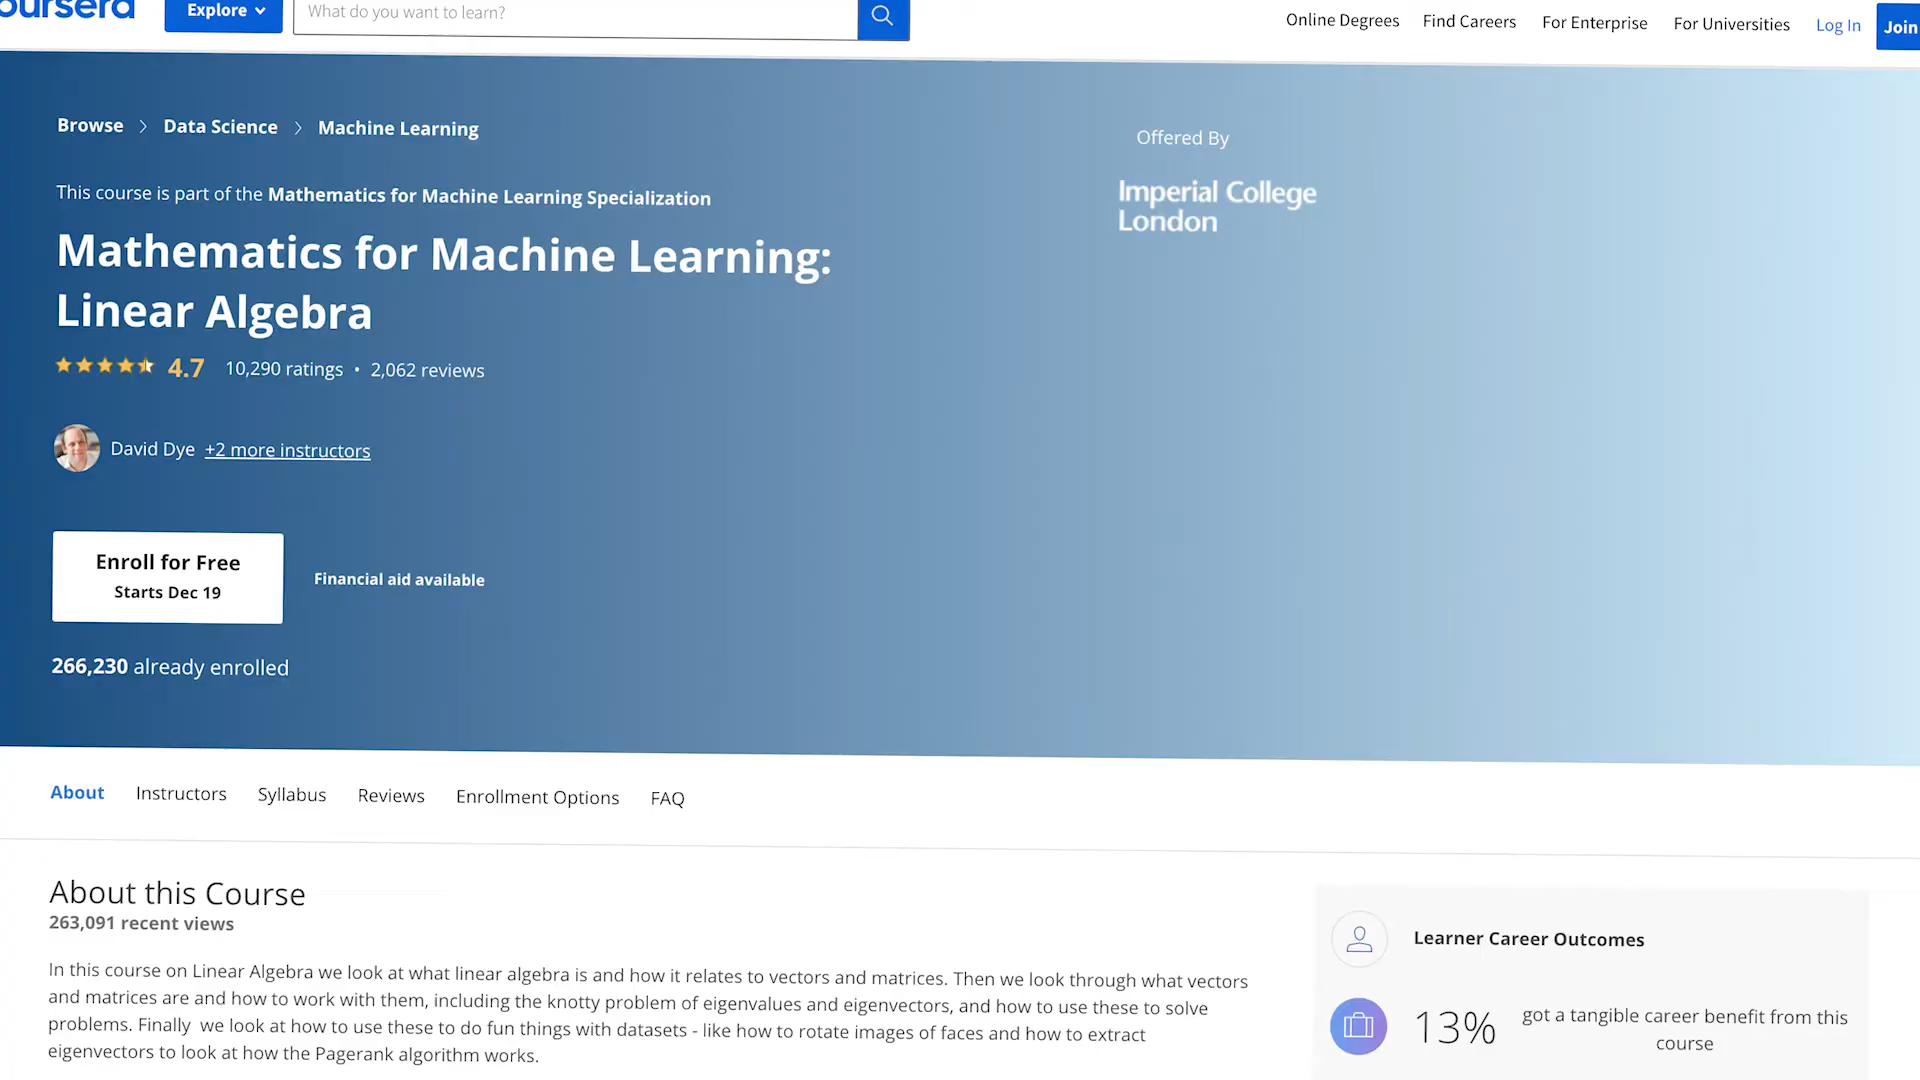 oursera
Explore
What do you want to learn?
Online Degrees
Find Careers
For Enterprise
For Universities
Log In
Join
Browse > Data Science > Machine Learning
This course is part of the Mathematics for Machine Learning Specialization
Mathematics for Machine Learning:
Linear Algebra
4.7 10,290 ratings • 2,062 reviews
David Dye +2 more instructors
Enroll for Free
Starts Dec 19
Financial aid available
266,230 already enrolled
Offered By
Imperial College
London
About Instructors Syllabus Reviews Enrollment Options FAQ
About this Course
263,091 recent views
In this course on Linear Algebra we look at what linear algebra is and how it relates to vectors and matrices. Then we look through what vectors
and matrices are and how to work with them, including the knotty problem of eigenvalues and eigenvectors, and how to use these to solve
problems. Finally we look at how to use these to do fun things with datasets - like how to rotate images of faces and how to extract
eigenvectors to look at how the Pagerank algorithm works.
Learner Career Outcomes
13%
got a tangible career benefit from this
course